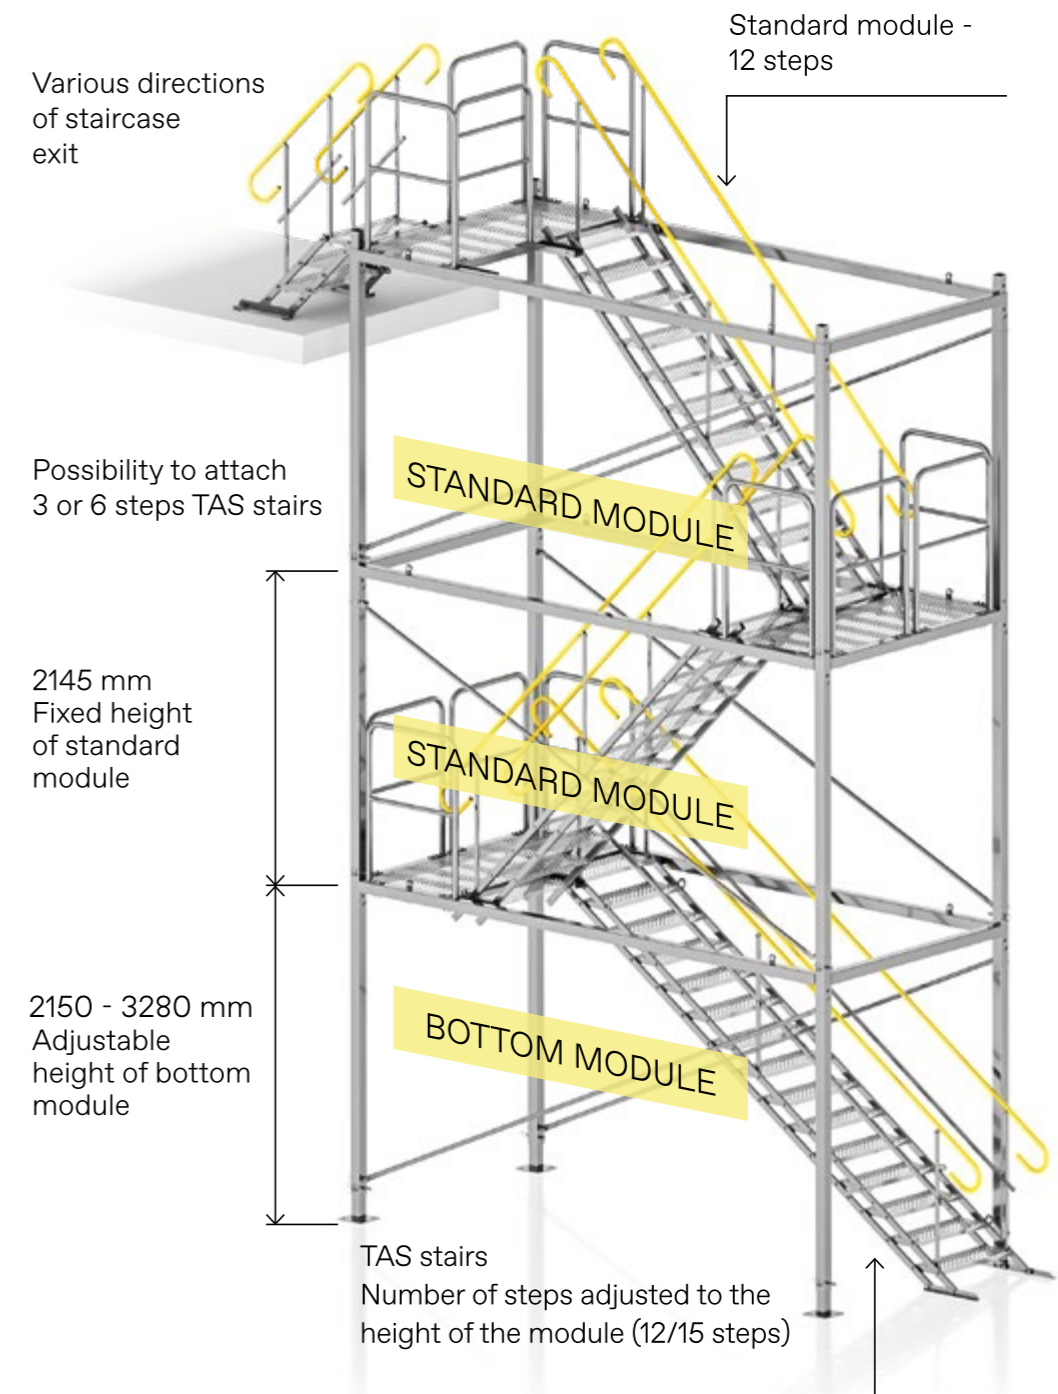 Standard module -
12 steps
Various directions
of staircase
exit
Possibility to attach
3 or 6 steps TAS stairs
STANDARD MODULE
2145 mm
Fixed height
of standard
module
STANDARD MODULE
2150 - 3280 mm
Adjustable
height of bottom
module
BOTTOM MODULE
TAS stairs
Number of steps adjusted to the
height of the module (12/15 steps)